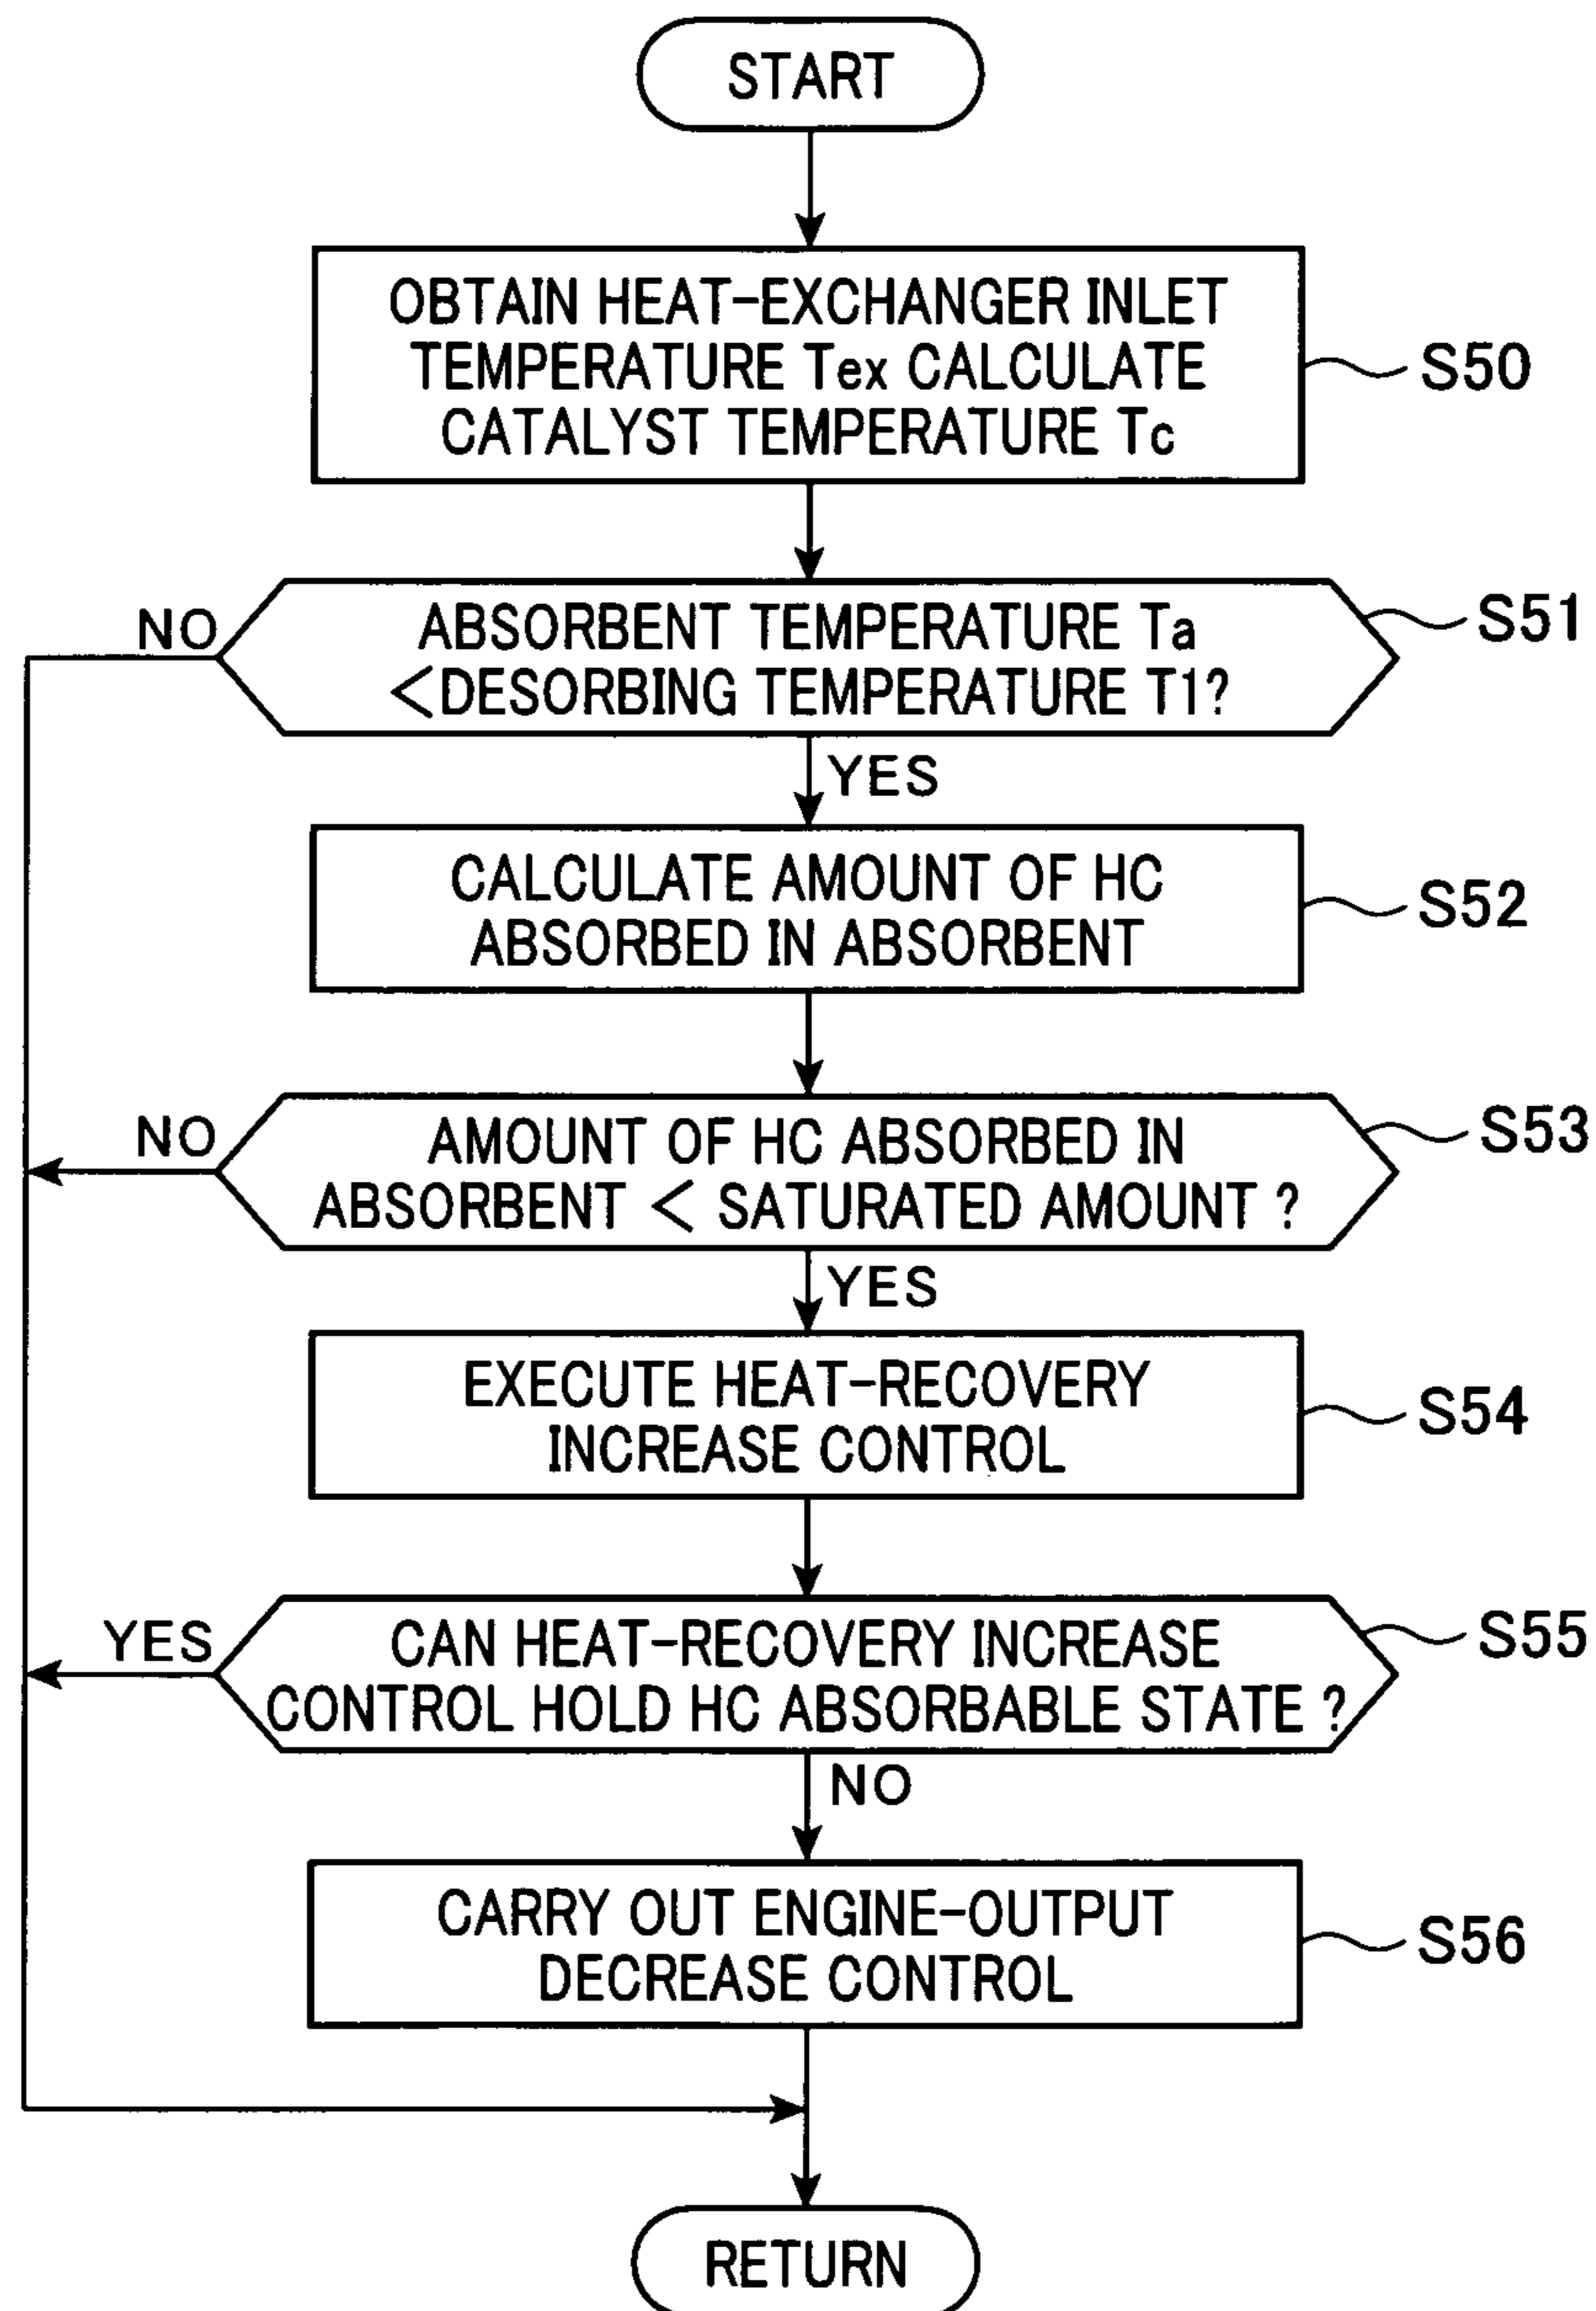 START
OBTAIN HEAT-EXCHANGER INLET
TEMPERATURE Tex CALCULATE
CATALYST TEMPERATURE Tc
S50
NO
ABSORBENT TEMPERATURE Ta
<DESORBING TEMPERATURE T1?
S51
YES
CALCULATE AMOUNT OF HC
ABSORBED IN ABSORBENT
S52
NO
AMOUNT OF HC ABSORBED IN
ABSORBENT < SATURATED AMOUNT ?
S53
YES
EXECUTE HEAT-RECOVERY
INCREASE CONTROL
S54
YES
CAN HEAT-RECOVERY INCREASE
CONTROL HOLD HC ABSORBABLE STATE ?
S55
NO
CARRY OUT ENGINE-OUTPUT
DECREASE CONTROL
S56
RETURN